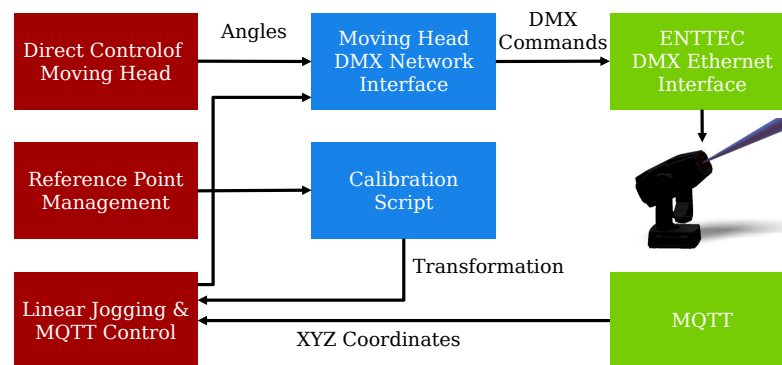 Direct Controlof
Moving Head
Angles
Moving Head
DMX Network
Interface
DMX
Commands
ENTTEC
DMX Ethernet
Interface
Reference Point
Management
Calibration
Script
Transformation
Linear Jogging &
MQTT Control
XYZ Coordinates
MQTT